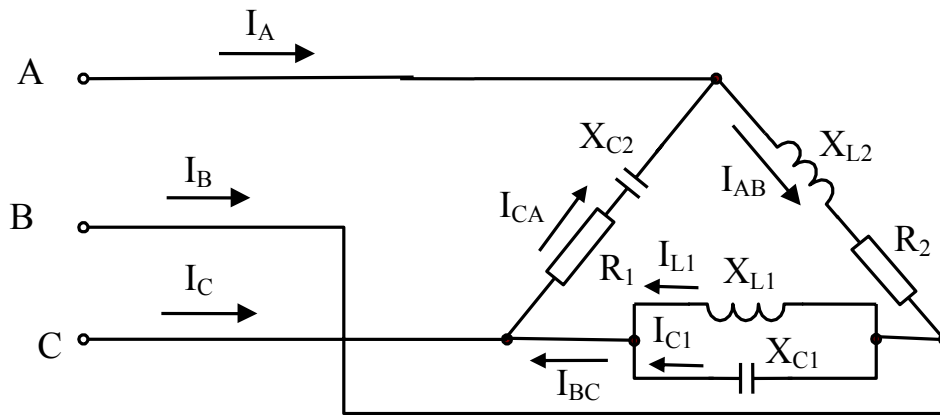 I_A
A
X_C2
X_L2
I_B
I_AB
I_CA
B
R_2
R_1
I_L1
X_L1
I_C
I_C1
C
X_C1
I_BC